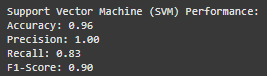 Support Vector Machine (SVM) Performance:
Accuracy: 0.96
Precision: 1.00
Recall: 0.83
F1-Score: 0.90